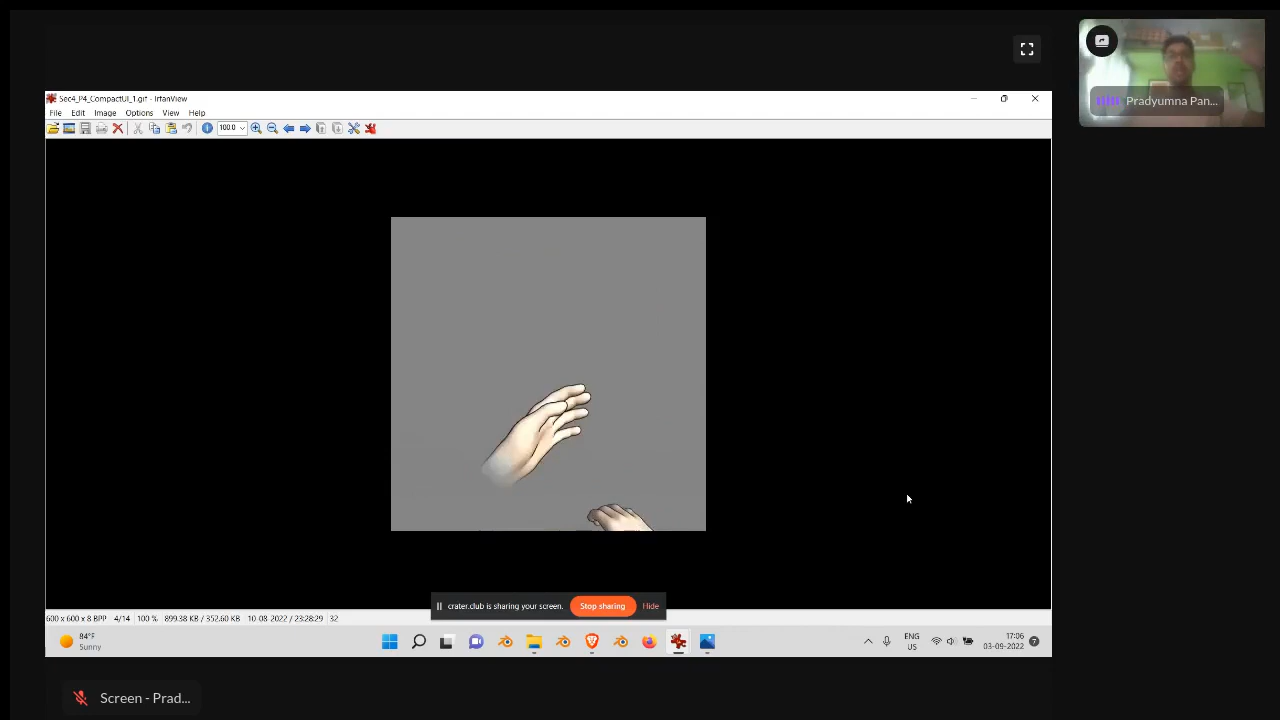 Pradyumna Pan...
Sec4_P4_CompactUI_1.gif - IrfanView
File Edit Image Options View Help
100.0
crater.club is sharing your screen. Stop sharing Hide
600 x 600 x 8 BPP 4/14 100 % 899.38 KB / 352.60 KB 10-08-2022 / 23:28:29 32
84°F
Sunny
ENG
US
17:06
03-09-2022
7
Screen - Prad...